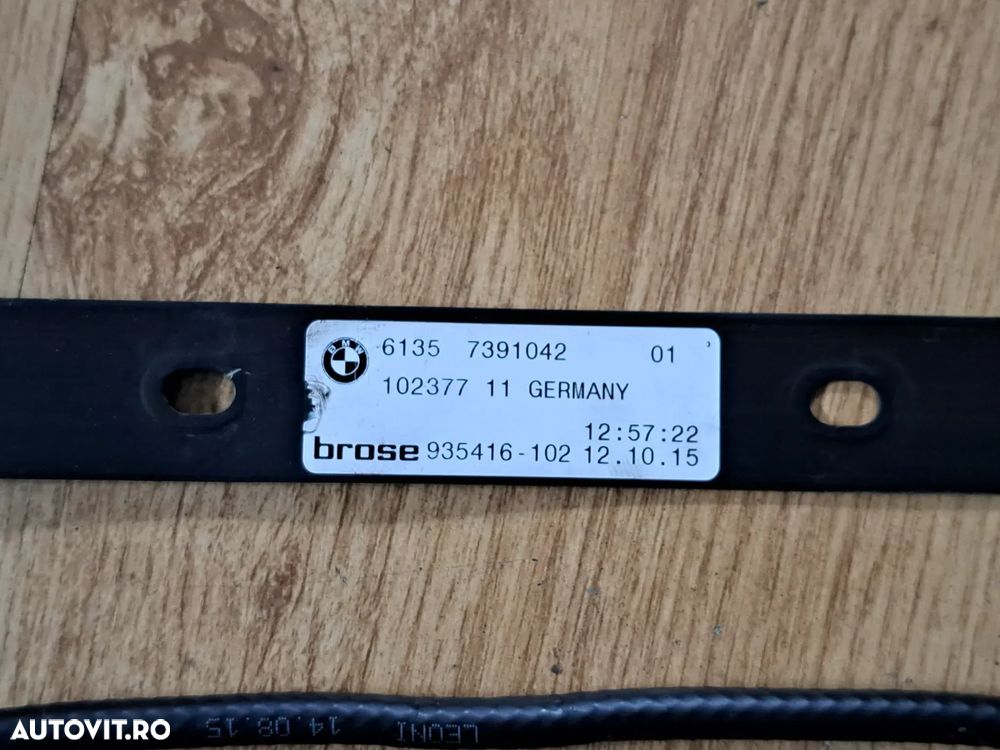 BMW
6135 7391042 01
102377 11 GERMANY
12:57:22
brose 935416-102 12.10.15
LEONI 14.08.15
AUTOVIT.RO